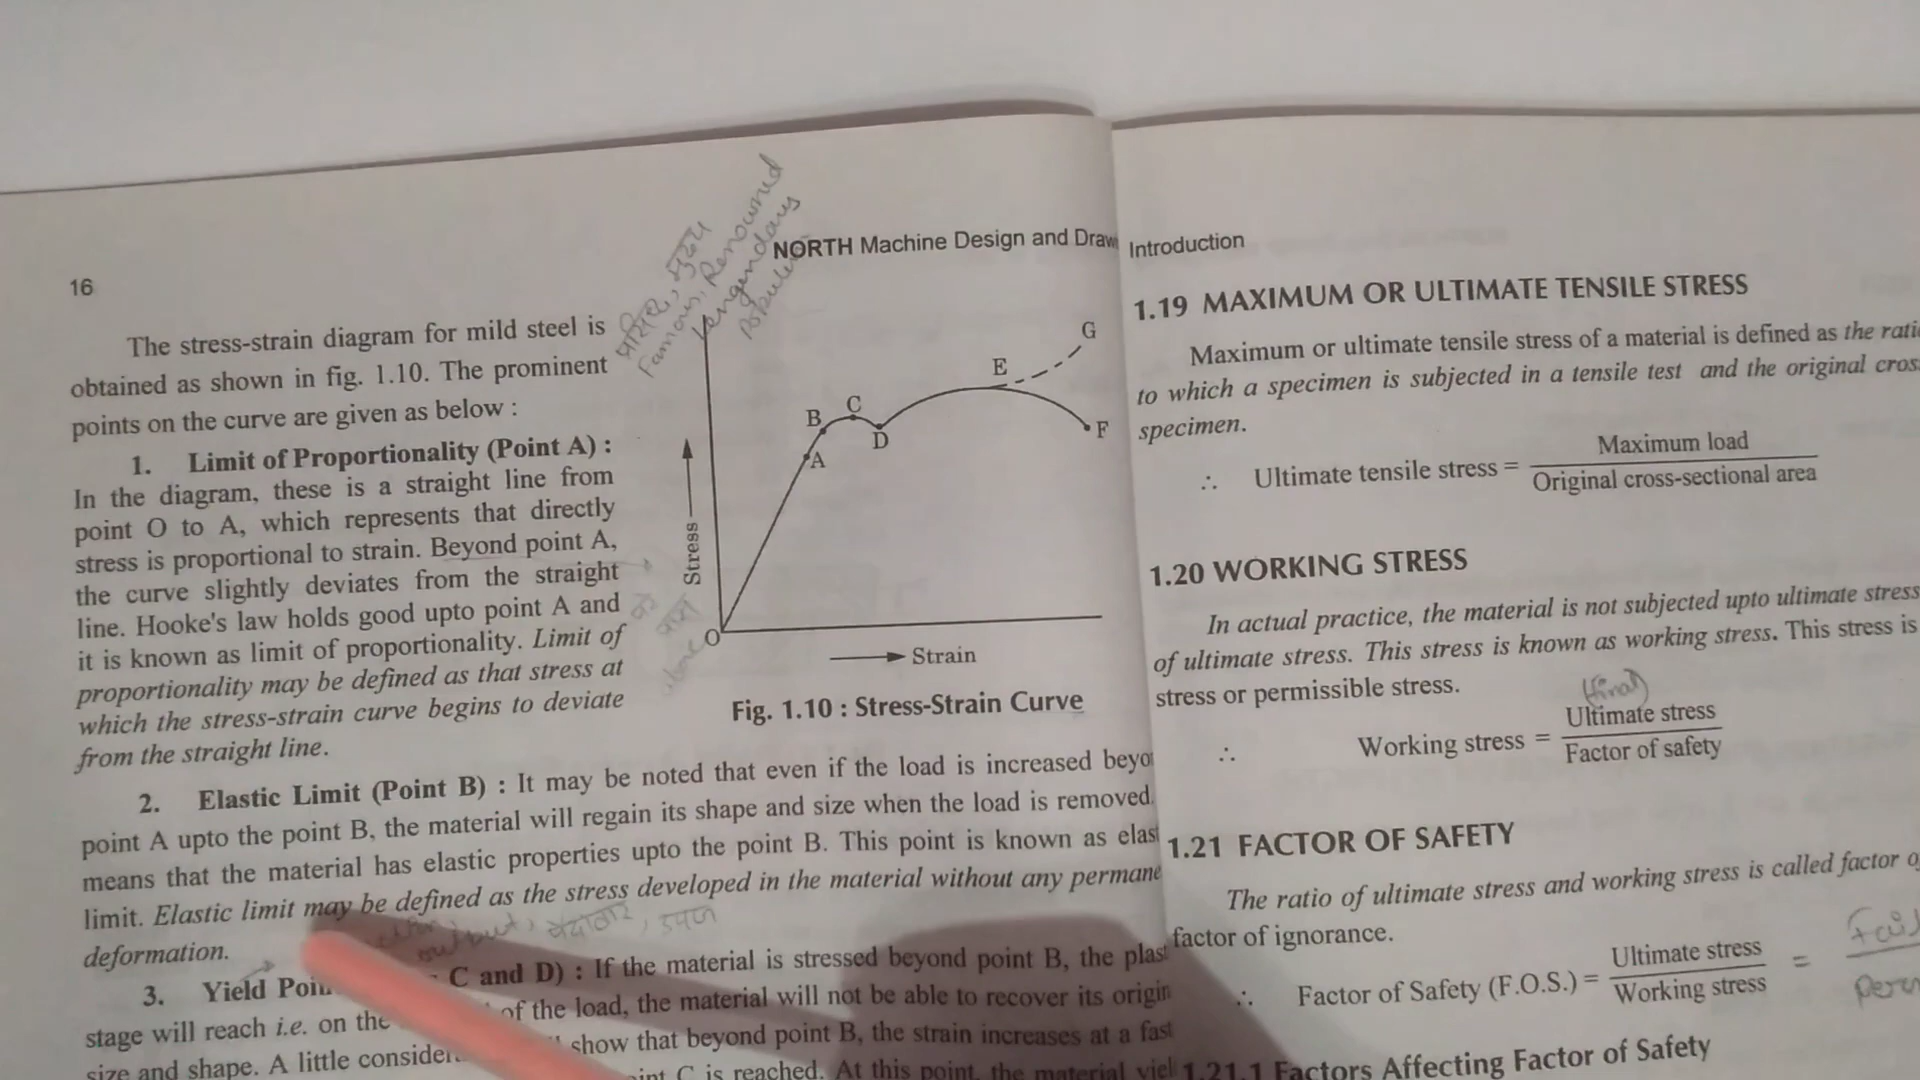 16
NORTH Machine Design and Draw
The stress-strain diagram for mild steel is
obtained as shown in fig. 1.10. The prominent
points on the curve are given as below :
1. Limit of Proportionality (Point A) :
In the diagram, these is a straight line from
point O to A, which represents that directly
stress is proportional to strain. Beyond point A,
the curve slightly deviates from the straight
line. Hooke's law holds good upto point A and
it is known as limit of proportionality. Limit of
proportionality may be defined as that stress at
which the stress-strain curve begins to deviate
from the straight line.
Famous, Renowned
Stress
G
E
B C
D
F
A
O
Strain
Fig. 1.10 : Stress-Strain Curve
2. Elastic Limit (Point B) : It may be noted that even if the load is increased beyo
point A upto the point B, the material will regain its shape and size when the load is removed.
means that the material has elastic properties upto the point B. This point is known as elas
limit. Elastic limit may be defined as the stress developed in the material without any permane
deformation.
output,
3. Yield Poin C and D) : If the material is stressed beyond point B, the plas
stage will reach i.e. on the of the load, the material will not be able to recover its origin
size and shape. A little consider show that beyond point B, the strain increases at a fast
int C is reached. At this point, the material yiel
Introduction
1.19 MAXIMUM OR ULTIMATE TENSILE STRESS
Maximum or ultimate tensile stress of a material is defined as the ratio
to which a specimen is subjected in a tensile test and the original cros
specimen.
∴ Ultimate tensile stress = Maximum load
Original cross-sectional area
1.20 WORKING STRESS
In actual practice, the material is not subjected upto ultimate stress
of ultimate stress. This stress is known as working stress. This stress is
stress or permissible stress.
(final)
∴ Working stress = Ultimate stress
Factor of safety
1.21 FACTOR OF SAFETY
The ratio of ultimate stress and working stress is called factor o
factor of ignorance.
∴ Factor of Safety (F.O.S.) = Ultimate stress = Fail
Working stress Perm
1.21.1 Factors Affecting Factor of Safety